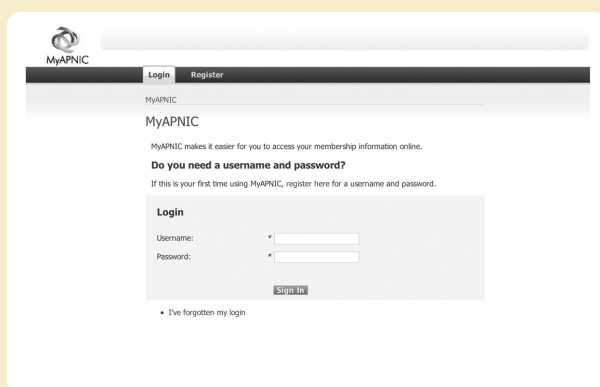 MyAPNIC
Login Register
MyAPNIC
MyAPNIC
MyAPNIC makes it easier for you to access your membership information online.
Do you need a username and password?
If this is your first time using MyAPNIC, register here for a username and password.
Login
Username: *
Password: *
Sign in
• I've forgotten my login